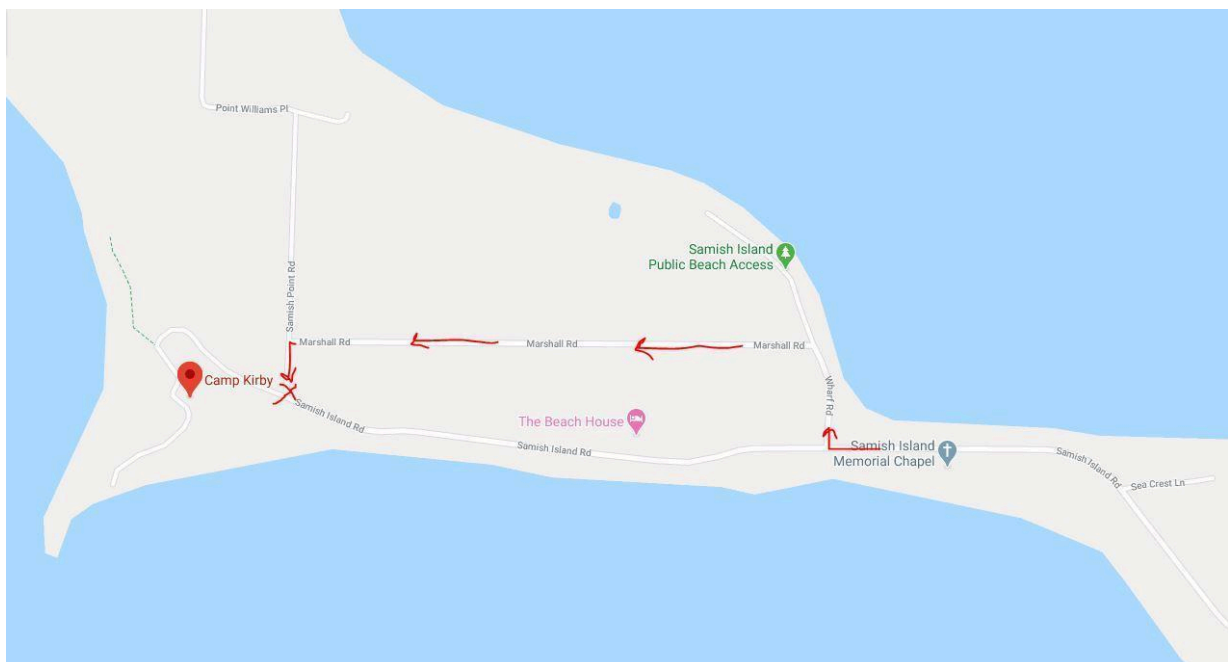 Point Williams Pl
Samish Point Rd
Samish Island
Public Beach Access
Marshall Rd
Marshall Rd
Marshall Rd
Camp Kirby
Wharf Rd
Samish Island Rd
The Beach House
Samish Island Rd
Samish Island
Memorial Chapel
Samish Island Rd
Sea Crest Ln